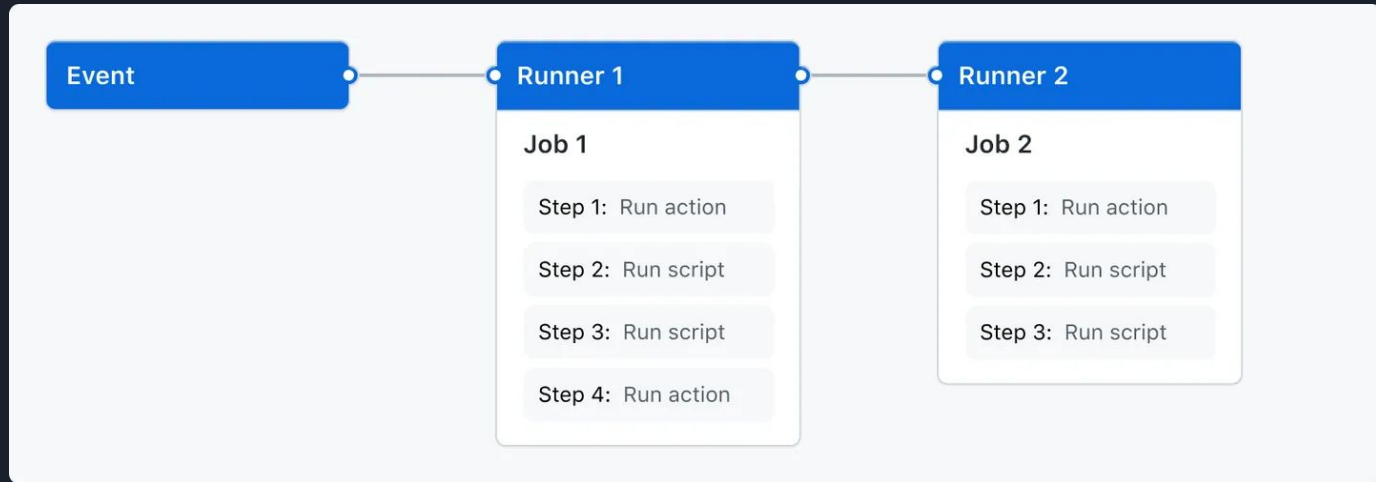 Event
Runner 1
Job 1
Step 1: Run action
Step 2: Run script
Step 3: Run script
Step 4: Run action
Runner 2
Job 2
Step 1: Run action
Step 2: Run script
Step 3: Run script